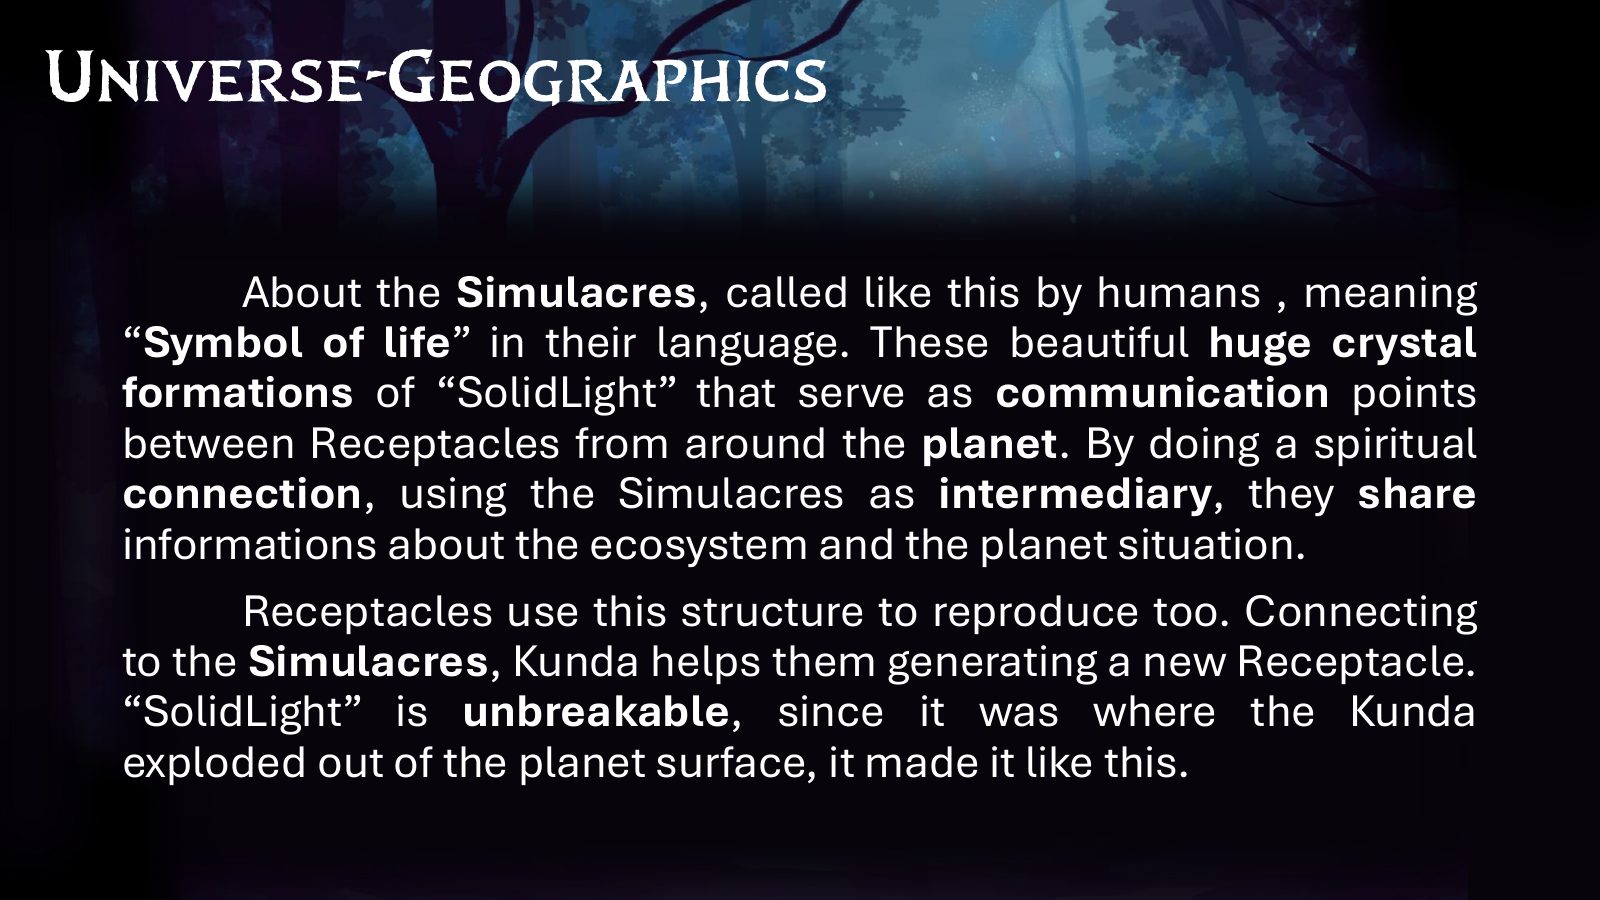 Universe-Geographics
About the Simulacres, called like this by humans , meaning
“Symbol of life” in their language. These beautiful huge crystal
formations of “SolidLight” that serve as communication points
between Receptacles from around the planet. By doing a spiritual
connection, using the Simulacres as intermediary, they share
informations about the ecosystem and the planet situation.
Receptacles use this structure to reproduce too. Connecting
to the Simulacres, Kunda helps them generating a new Receptacle.
“SolidLight” is unbreakable, since it was where the Kunda
exploded out of the planet surface, it made it like this.